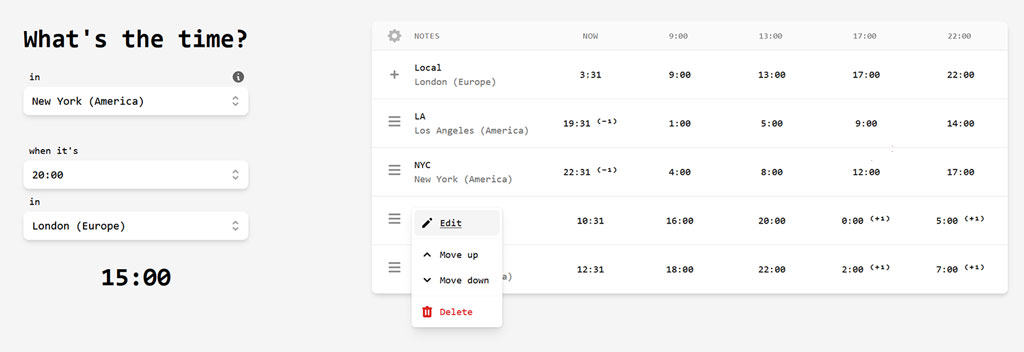 What's the time?
in
New York (America)
when it's
20:00
in
London (Europe)
15:00
NOTES NOW 9:00 13:00 17:00 22:00
Local
London (Europe)
3:31 9:00 13:00 17:00 22:00
LA
Los Angeles (America)
19:31 (-1) 1:00 5:00 9:00 14:00
NYC
New York (America)
22:31 (-1) 4:00 8:00 12:00 17:00
10:31 16:00 20:00 0:00 (+1) 5:00 (+1)
12:31 18:00 22:00 2:00 (+1) 7:00 (+1)
Edit
Move up
Move down
Delete